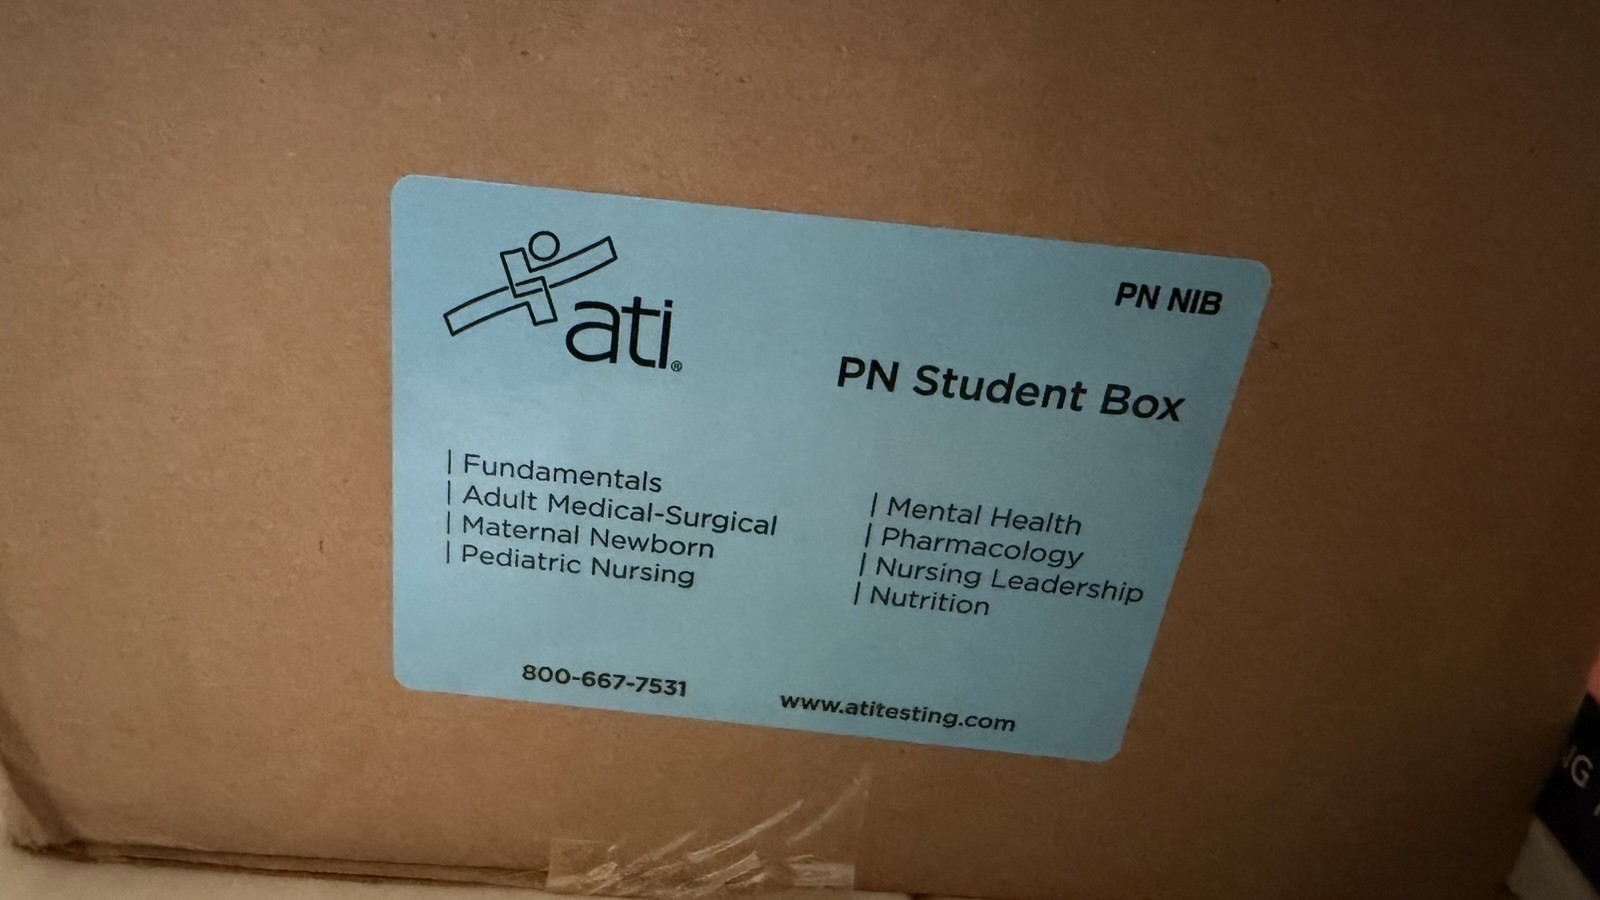 ati®
PN NIB
PN Student Box
| Fundamentals
| Adult Medical-Surgical
| Maternal Newborn
| Pediatric Nursing
| Mental Health
| Pharmacology
| Nursing Leadership
| Nutrition
800-667-7531
www.atitesting.com